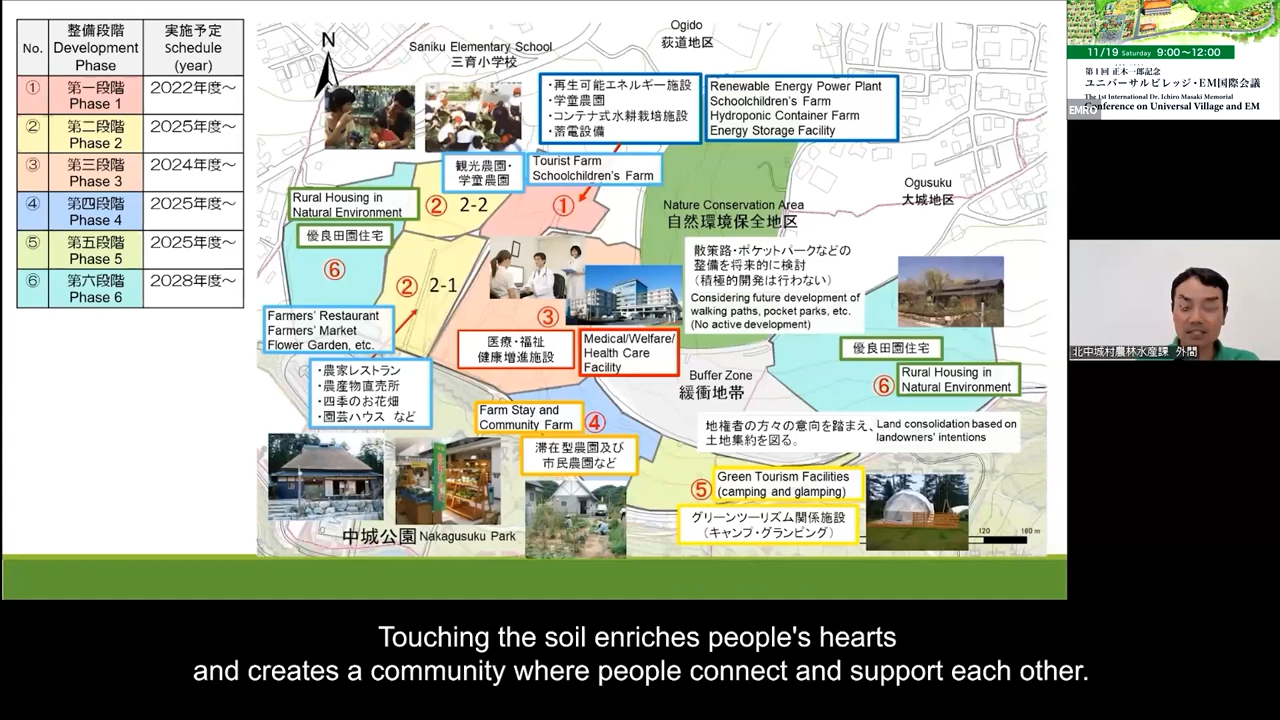 No.
整備段階
Development
Phase
実施予定
Schedule
(year)
①
第一段階
Phase 1
2022年度～
②
第二段階
Phase 2
2025年度～
③
第三段階
Phase 3
2024年度～
④
第四段階
Phase 4
2025年度～
⑤
第五段階
Phase 5
2025年度～
⑥
第六段階
Phase 6
2028年度～
N
Saniku Elementary School
三育小学校
Ogido
荻道地区
・再生可能エネルギー施設
・学童農園
・コンテナ式水耕栽培施設
・蓄電設備
Renewable Energy Power Plant
Schoolchildren's Farm
Hydroponic Container Farm
Energy Storage Facility
観光農園・
学童農園
Tourist Farm
Schoolchildren's Farm
Rural Housing in
Natural Environment
優良田園住宅
② 2-2
①
Nature Conservation Area
自然環境保全地区
Ogusuku
大城地区
⑥
② 2-1
散策路・ポケットパークなどの
整備を将来的に検討
（積極的開発は行わない）
Considering future development of
walking paths, pocket parks, etc.
(No active development)
Farmers' Restaurant
Farmers' Market
Flower Garden, etc.
・農家レストラン
・農産物直売所
・四季のお花畑
・園芸ハウス など
③
医療・福祉
健康増進施設
Medical/Welfare/
Health Care
Facility
Buffer Zone
緩衝地帯
優良田園住宅
⑥
Rural Housing in
Natural Environment
Farm Stay and
Community Farm
④
滞在型農園及び
市民農園など
地権者の方々の意向を踏まえ、
土地集約を図る。
Land consolidation based on
landowners' intentions
⑤
Green Tourism Facilities
(camping and glamping)
グリーンツーリズム関係施設
（キャンプ・グランピング）
中城公園 Nakagusuku Park
120 160 m
11/19 Saturday 9:00～12:00
第1回 正木一郎記念
ユニバーサルビレッジ・EM国際会議
The 1st International Dr. Ichiro Masaki Memorial
Conference on Universal Village and EM
EMRO
北中城村農林水産課 外間
Touching the soil enriches people's hearts
and creates a community where people connect and support each other.